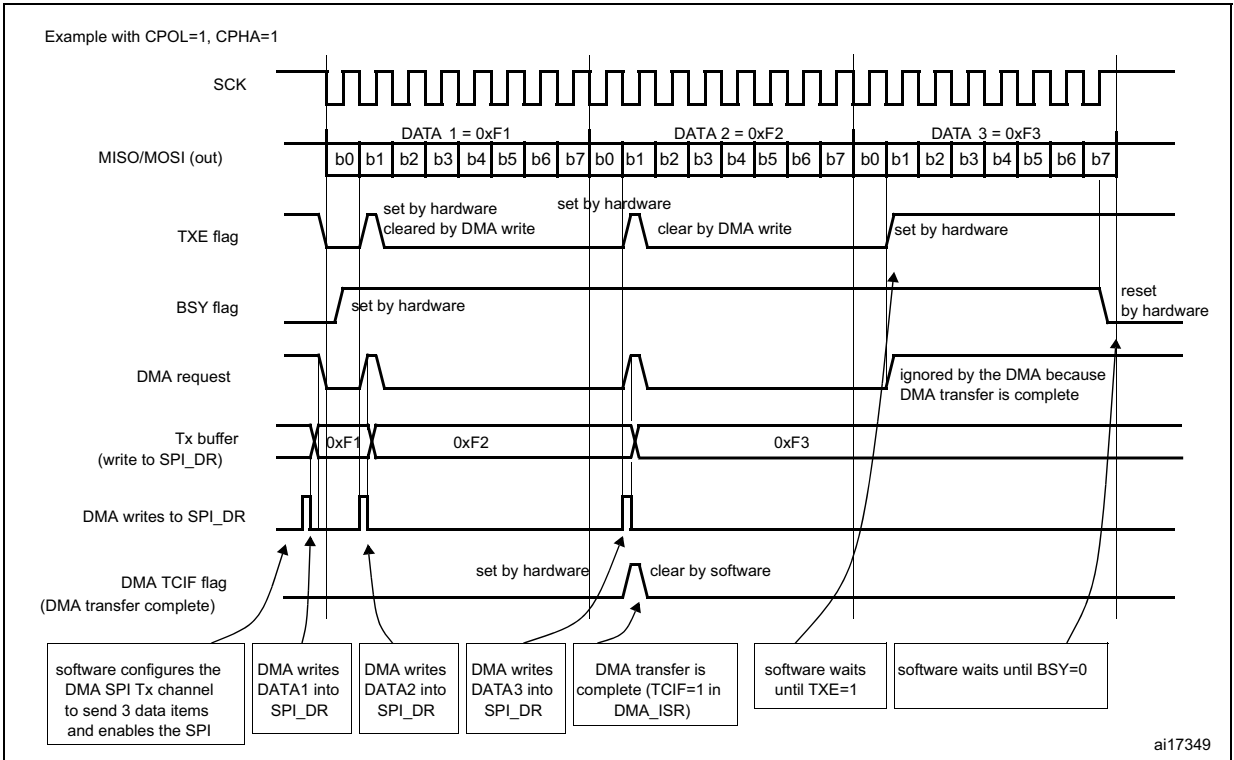 Example with CPOL=1, CPHA=1
SCK
DATA 1 = 0xF1
DATA 2 = 0xF2
DATA 3 = 0xF3
MISO/MOSI (out)
b0 b1 b2 b3 b4 b5 b6 b7 b0 b1 b2 b3 b4 b5 b6 b7 b0 b1 b2 b3 b4 b5 b6 b7
set by hardware
cleared by DMA write
set by hardware
clear by DMA write
set by hardware
TXE flag
BSY flag
set by hardware
reset
by hardware
DMA request
ignored by the DMA because
DMA transfer is complete
Tx buffer
(write to SPI_DR)
0xF1
0xF2
0xF3
DMA writes to SPI_DR
DMA TCIF flag
(DMA transfer complete)
set by hardware
clear by software
software configures the
DMA SPI Tx channel
to send 3 data items
and enables the SPI
DMA writes
DATA1 into
SPI_DR
DMA writes
DATA2 into
SPI_DR
DMA writes
DATA3 into
SPI_DR
DMA transfer is
complete (TCIF=1 in
DMA_ISR)
software waits
until TXE=1
software waits until BSY=0
ai17349